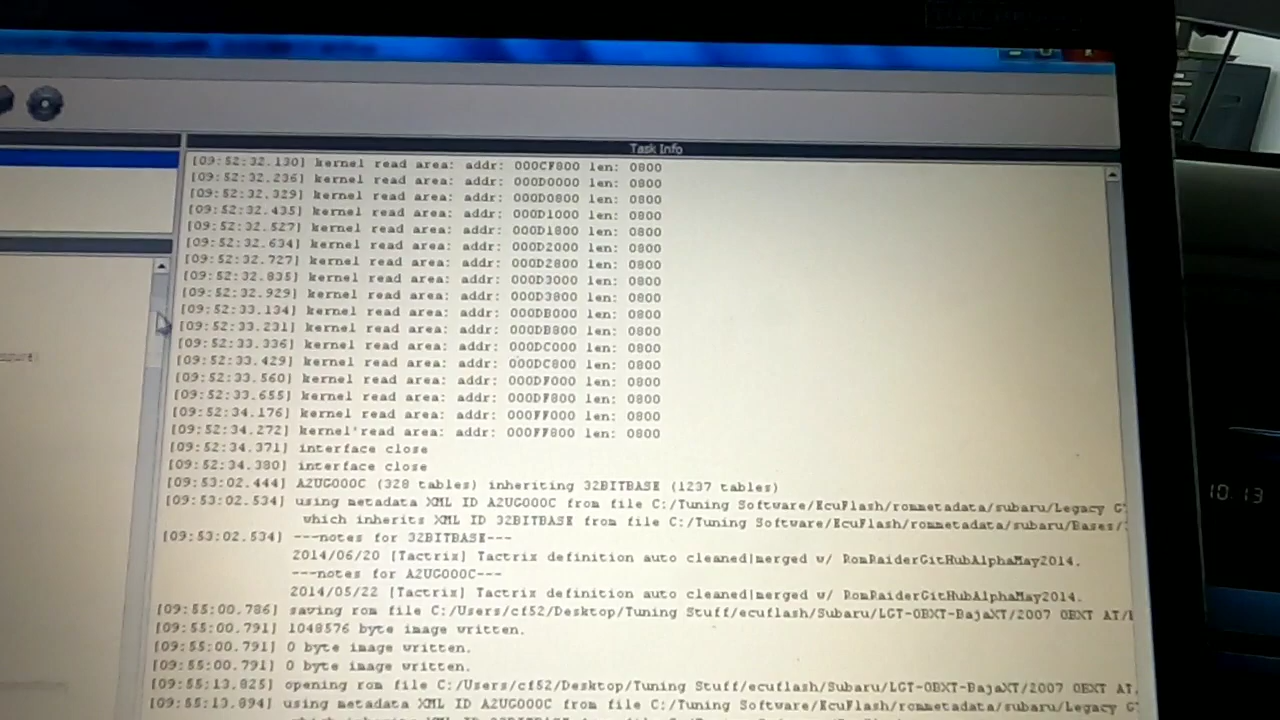 Task Info
[09:52:32.130] kernel read area: addr: 000CF800 len: 0800
[09:52:32.236] kernel read area: addr: 000D0000 len: 0800
[09:52:32.329] kernel read area: addr: 000D0800 len: 0800
[09:52:32.435] kernel read area: addr: 000D1000 len: 0800
[09:52:32.527] kernel read area: addr: 000D1800 len: 0800
[09:52:32.634] kernel read area: addr: 000D2000 len: 0800
[09:52:32.727] kernel read area: addr: 000D2800 len: 0800
[09:52:32.835] kernel read area: addr: 000D3000 len: 0800
[09:52:32.929] kernel read area: addr: 000D3800 len: 0800
[09:52:33.134] kernel read area: addr: 000DB000 len: 0800
[09:52:33.231] kernel read area: addr: 000DB800 len: 0800
[09:52:33.336] kernel read area: addr: 000DC000 len: 0800
[09:52:33.429] kernel read area: addr: 000DC800 len: 0800
[09:52:33.560] kernel read area: addr: 000DF000 len: 0800
[09:52:33.655] kernel read area: addr: 000DF800 len: 0800
[09:52:34.176] kernel read area: addr: 000FF000 len: 0800
[09:52:34.272] kernel read area: addr: 000FF800 len: 0800
[09:52:34.371] interface close
[09:52:34.380] interface close
[09:53:02.444] A2UG000C (328 tables) inheriting 32BITBASE (1237 tables)
[09:53:02.534] using metadata XML ID A2UG000C from file C:/Tuning Software/EcuFlash/rommetadata/subaru/Legacy G
which inherits XML ID 32BITBASE from file C:/Tuning Software/EcuFlash/rommetadata/subaru/Bases/
[09:53:02.534] ---notes for 32BITBASE---
2014/06/20 [Tactrix] Tactrix definition auto cleaned|merged w/ RomRaiderGitHubAlphaMay2014.
---notes for A2UG000C---
2014/05/22 [Tactrix] Tactrix definition auto cleaned|merged w/ RomRaiderGitHubAlphaMay2014.
[09:55:00.786] saving rom file C:/Users/cf52/Desktop/Tuning Stuff/ecuflash/Subaru/LGT-OBXT-BajaXT/2007 OBXT AT/
[09:55:00.791] 1048576 byte image written.
[09:55:00.791] 0 byte image written.
[09:55:00.791] 0 byte image written.
[09:55:13.825] opening rom file C:/Users/cf52/Desktop/Tuning Stuff/ecuflash/Subaru/LGT-OBXT-BajaXT/2007 OBXT AT
[09:55:13.894] using metadata XML ID A2UG000C from file C:/Tuning Software/EcuFlash/rommetadata/subaru/Legacy G
10:13